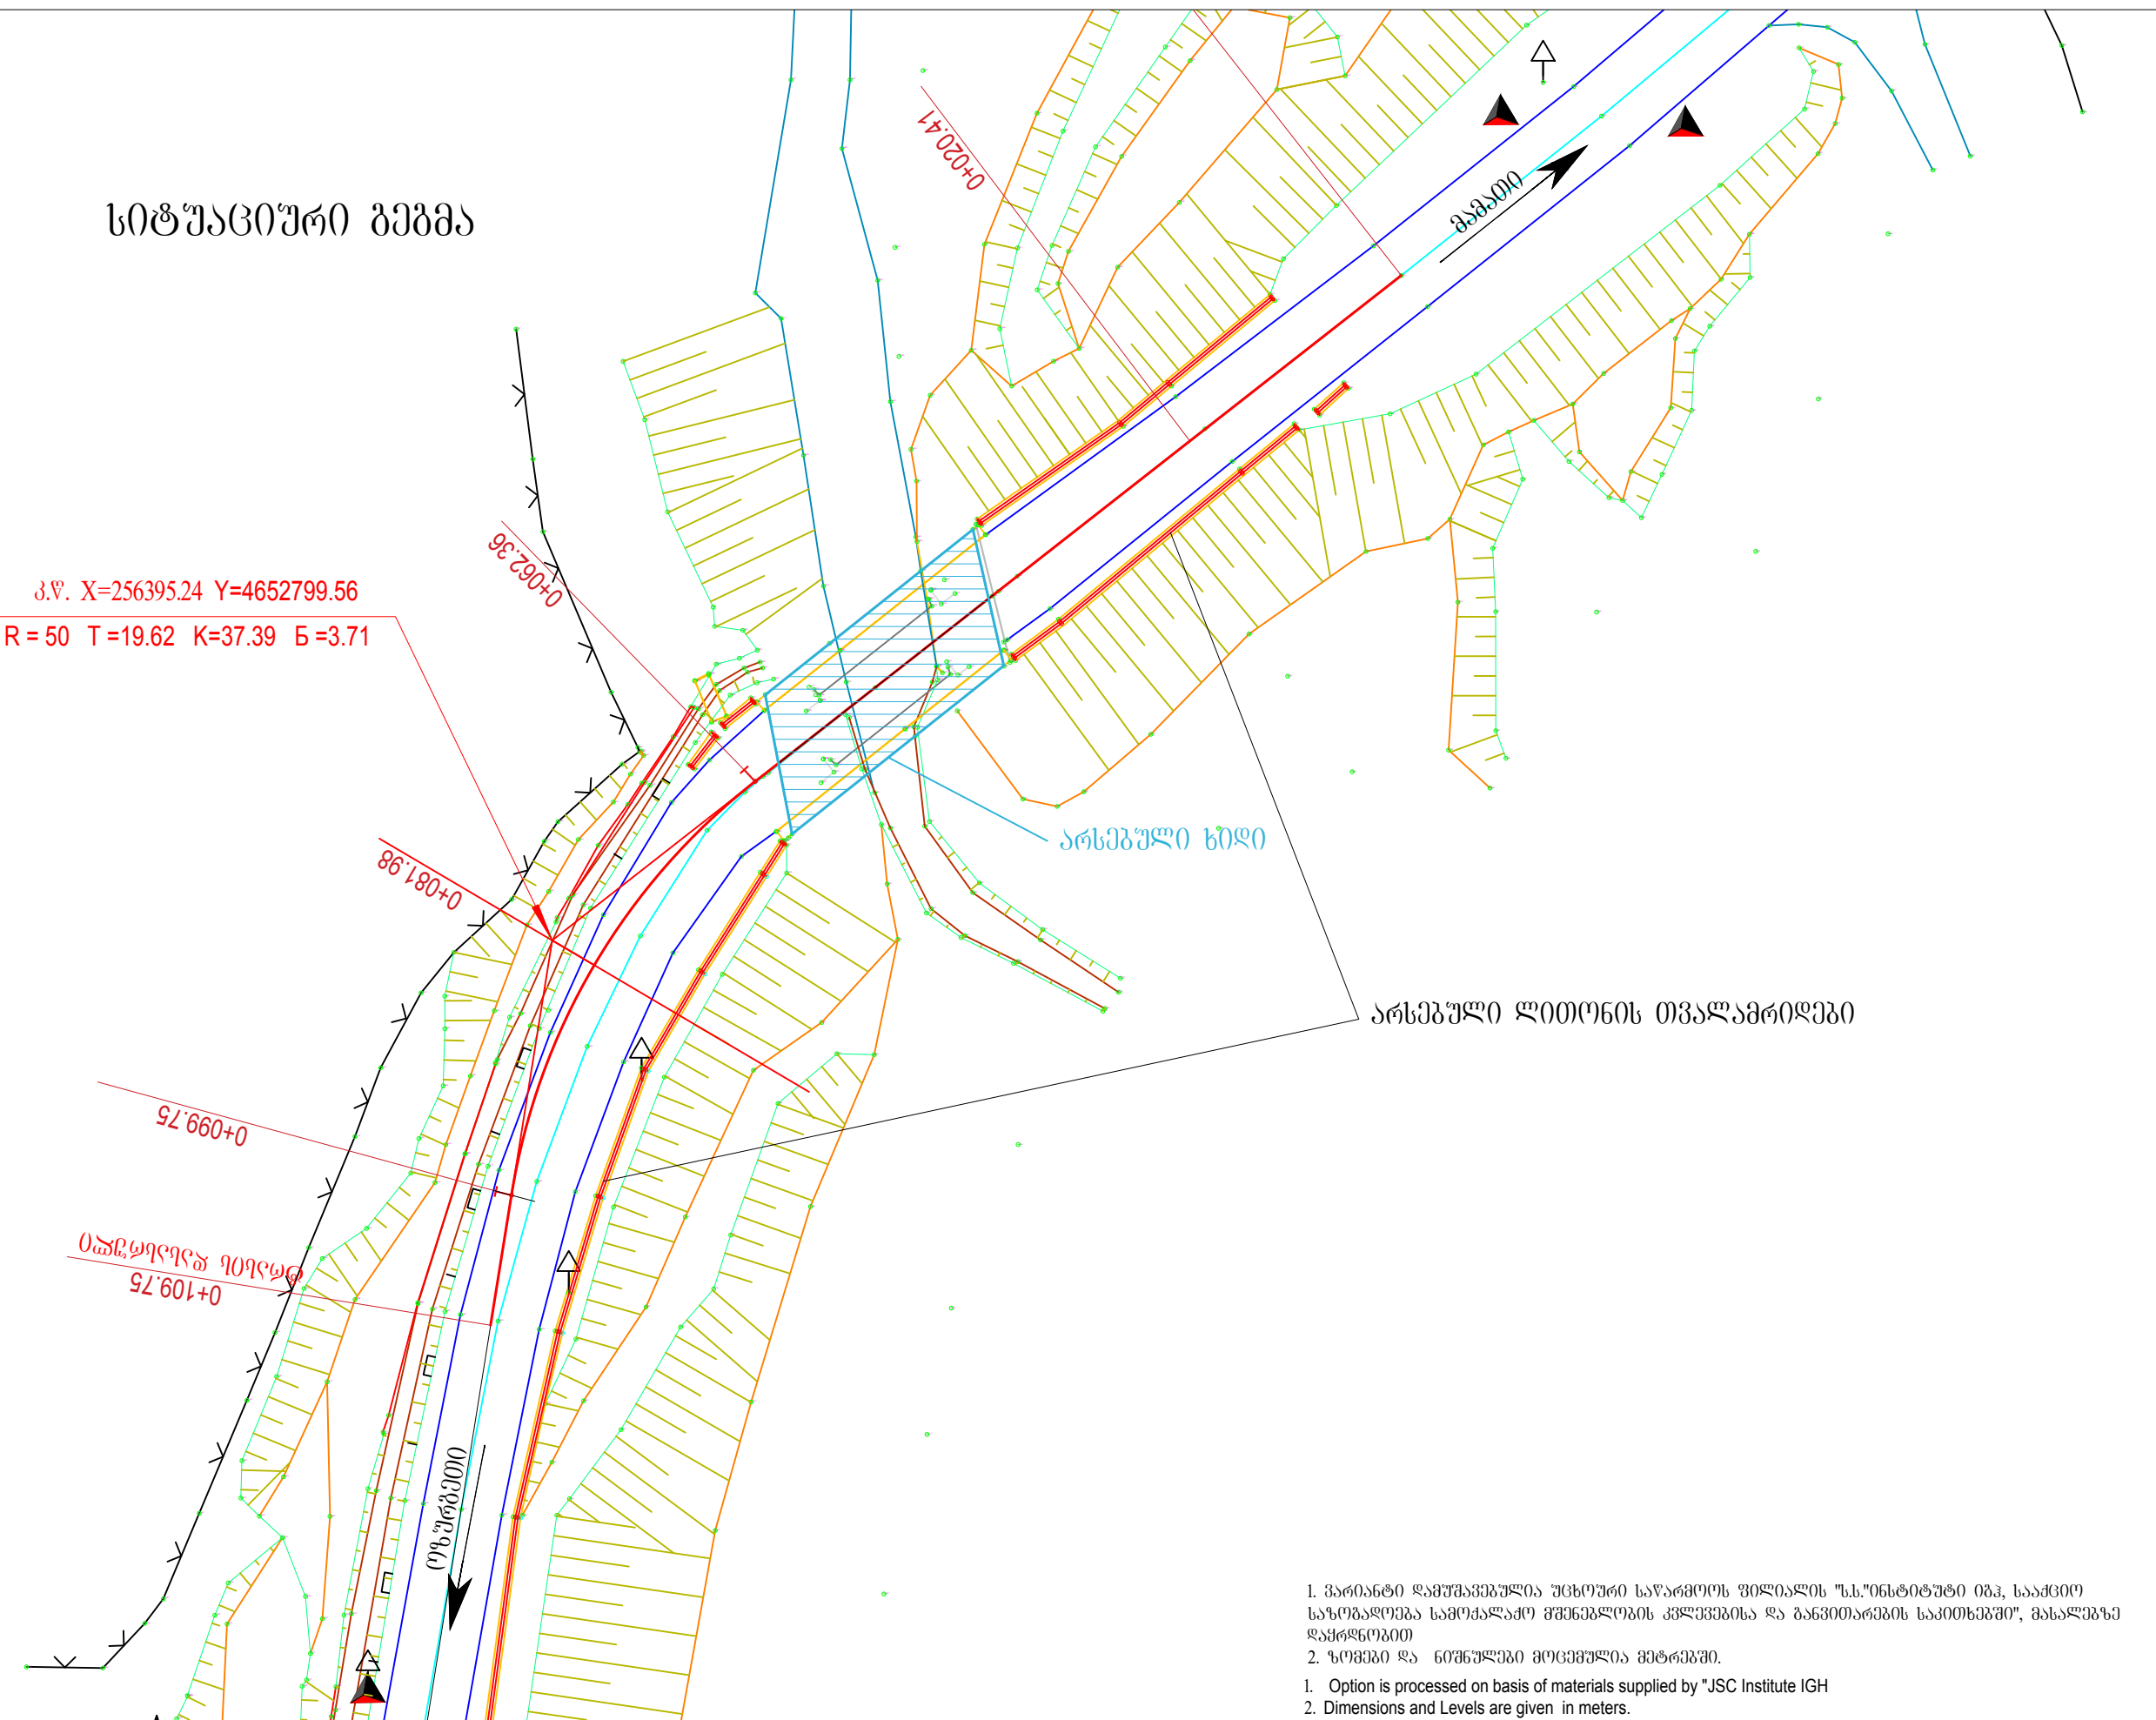 სიტუაციური გეგმა
0+020.41
მამათი
0+062.36
კ.წ. X=256395.24 Y=4652799.56
R = 50 T =19.62 K=37.39 Б =3.71
0+081.98
არსებული ხიდი
არსებული ლითონის თვალამრიდები
0+099.75
0+109.75
ოზურგეთი
1. ვარიანტი დამუშავებულია უცხოური საწარმოოს ფილიალის "ს.ს."ინსტიტუტი იგჰ, სააქციო
საზოგადოება სამოქალაქო მშენებლობის კვლევებისა და განვითარების საკითხებში", მასალებზე
დაყრდნობით
2. ზომები და ნიშნულები მოცემულია მეტრებში.
1. Option is processed on basis of materials supplied by "JSC Institute IGH
2. Dimensions and Levels are given in meters.